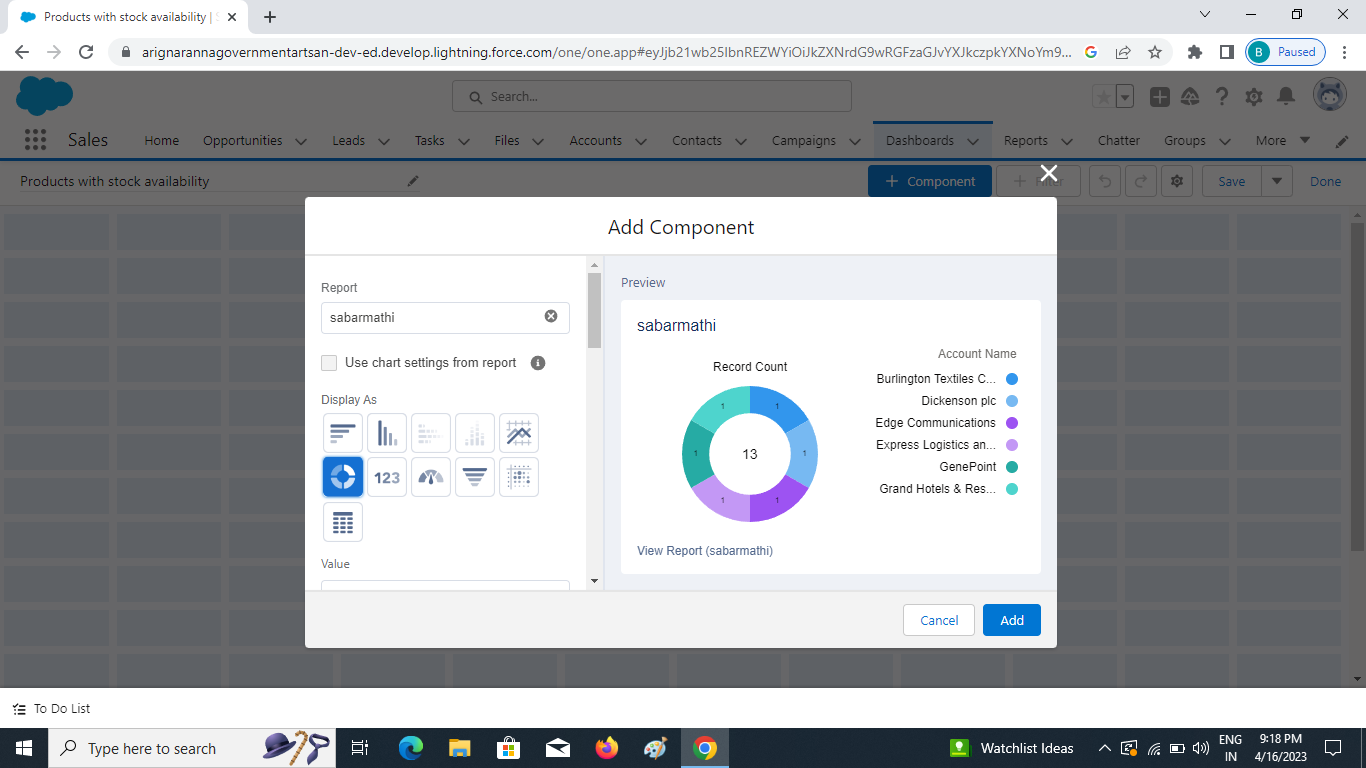 Products with stock availability | S
arignarannagovernmentartsan-dev-ed.develop.lightning.force.com/one/one.app#eyJjb21wb25lbnREZWYiOiJkZXNrdG9wRGFzaGJvYXJkczpkYXNoYm9...
B Paused
Search...
Sales Home Opportunities Leads Tasks Files Accounts Contacts Campaigns Dashboards Reports Chatter Groups More
Products with stock availability + Component + Filter Save Done
Add Component
Report
sabarmathi
Use chart settings from report
Display As
123
Value
Preview
sabarmathi
Record Count
1
1
1
1
1
1
13
Account Name
Burlington Textiles C...
Dickenson plc
Edge Communications
Express Logistics an...
GenePoint
Grand Hotels & Res...
View Report (sabarmathi)
Cancel Add
To Do List
Type here to search
Watchlist Ideas
ENG
IN
9:18 PM
4/16/2023